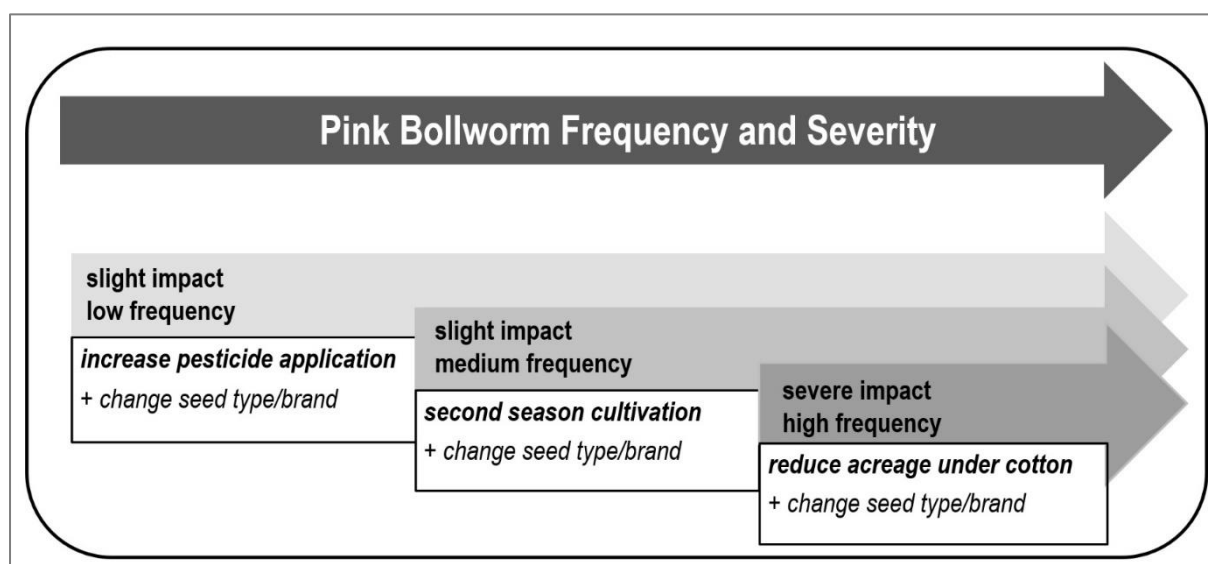 Pink Bollworm Frequency and Severity
slight impact
low frequency
increase pesticide application
+ change seed type/brand
slight impact
medium frequency
second season cultivation
+ change seed type/brand
severe impact
high frequency
reduce acreage under cotton
+ change seed type/brand